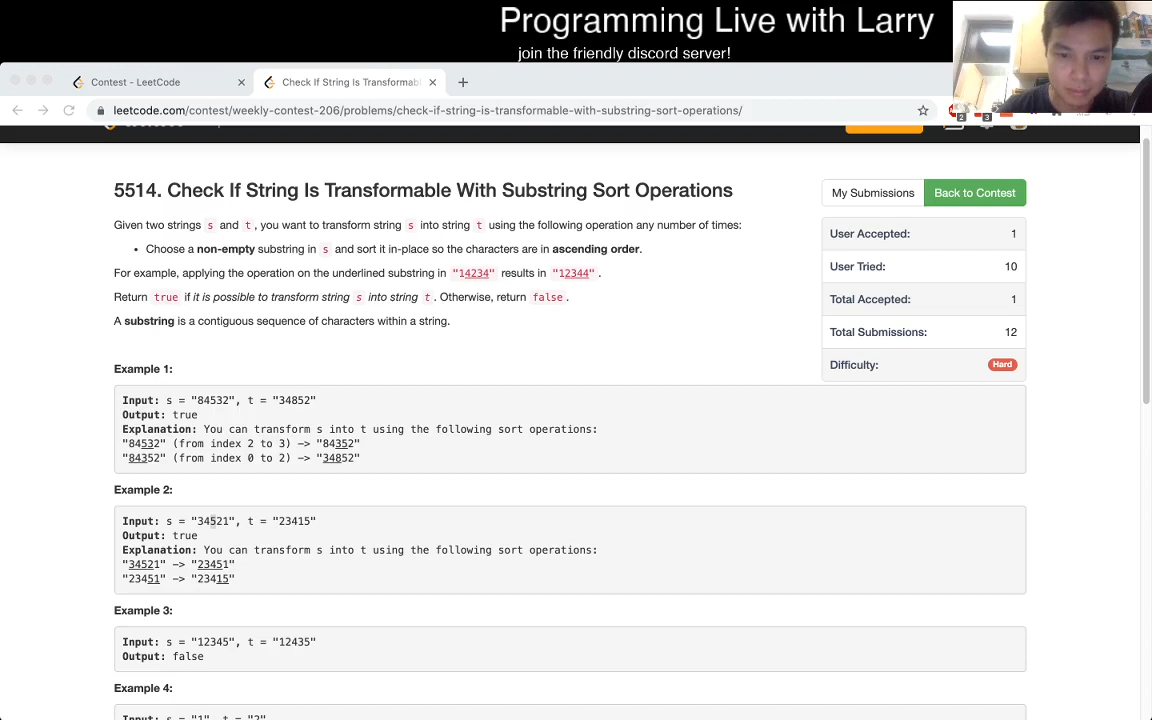 Programming Live with Larry
join the friendly discord server!
Contest - LeetCode
Check If String Is Transformab
leetcode.com/contest/weekly-contest-206/problems/check-if-string-is-transformable-with-substring-sort-operations/
2
3
5514. Check If String Is Transformable With Substring Sort Operations
My Submissions
Back to Contest
Given two strings s and t, you want to transform string s into string t using the following operation any number of times:
• Choose a non-empty substring in s and sort it in-place so the characters are in ascending order.
For example, applying the operation on the underlined substring in "14234" results in "12344".
Return true if it is possible to transform string s into string t. Otherwise, return false.
A substring is a contiguous sequence of characters within a string.
User Accepted: 1
User Tried: 10
Total Accepted: 1
Total Submissions: 12
Difficulty: Hard
Example 1:
Input: s = "84532", t = "34852"
Output: true
Explanation: You can transform s into t using the following sort operations:
"84532" (from index 2 to 3) -> "84352"
"84352" (from index 0 to 2) -> "34852"
Example 2:
Input: s = "34521", t = "23415"
Output: true
Explanation: You can transform s into t using the following sort operations:
"34521" -> "23451"
"23451" -> "23415"
Example 3:
Input: s = "12345", t = "12435"
Output: false
Example 4:
Input: s = "1", t = "2"